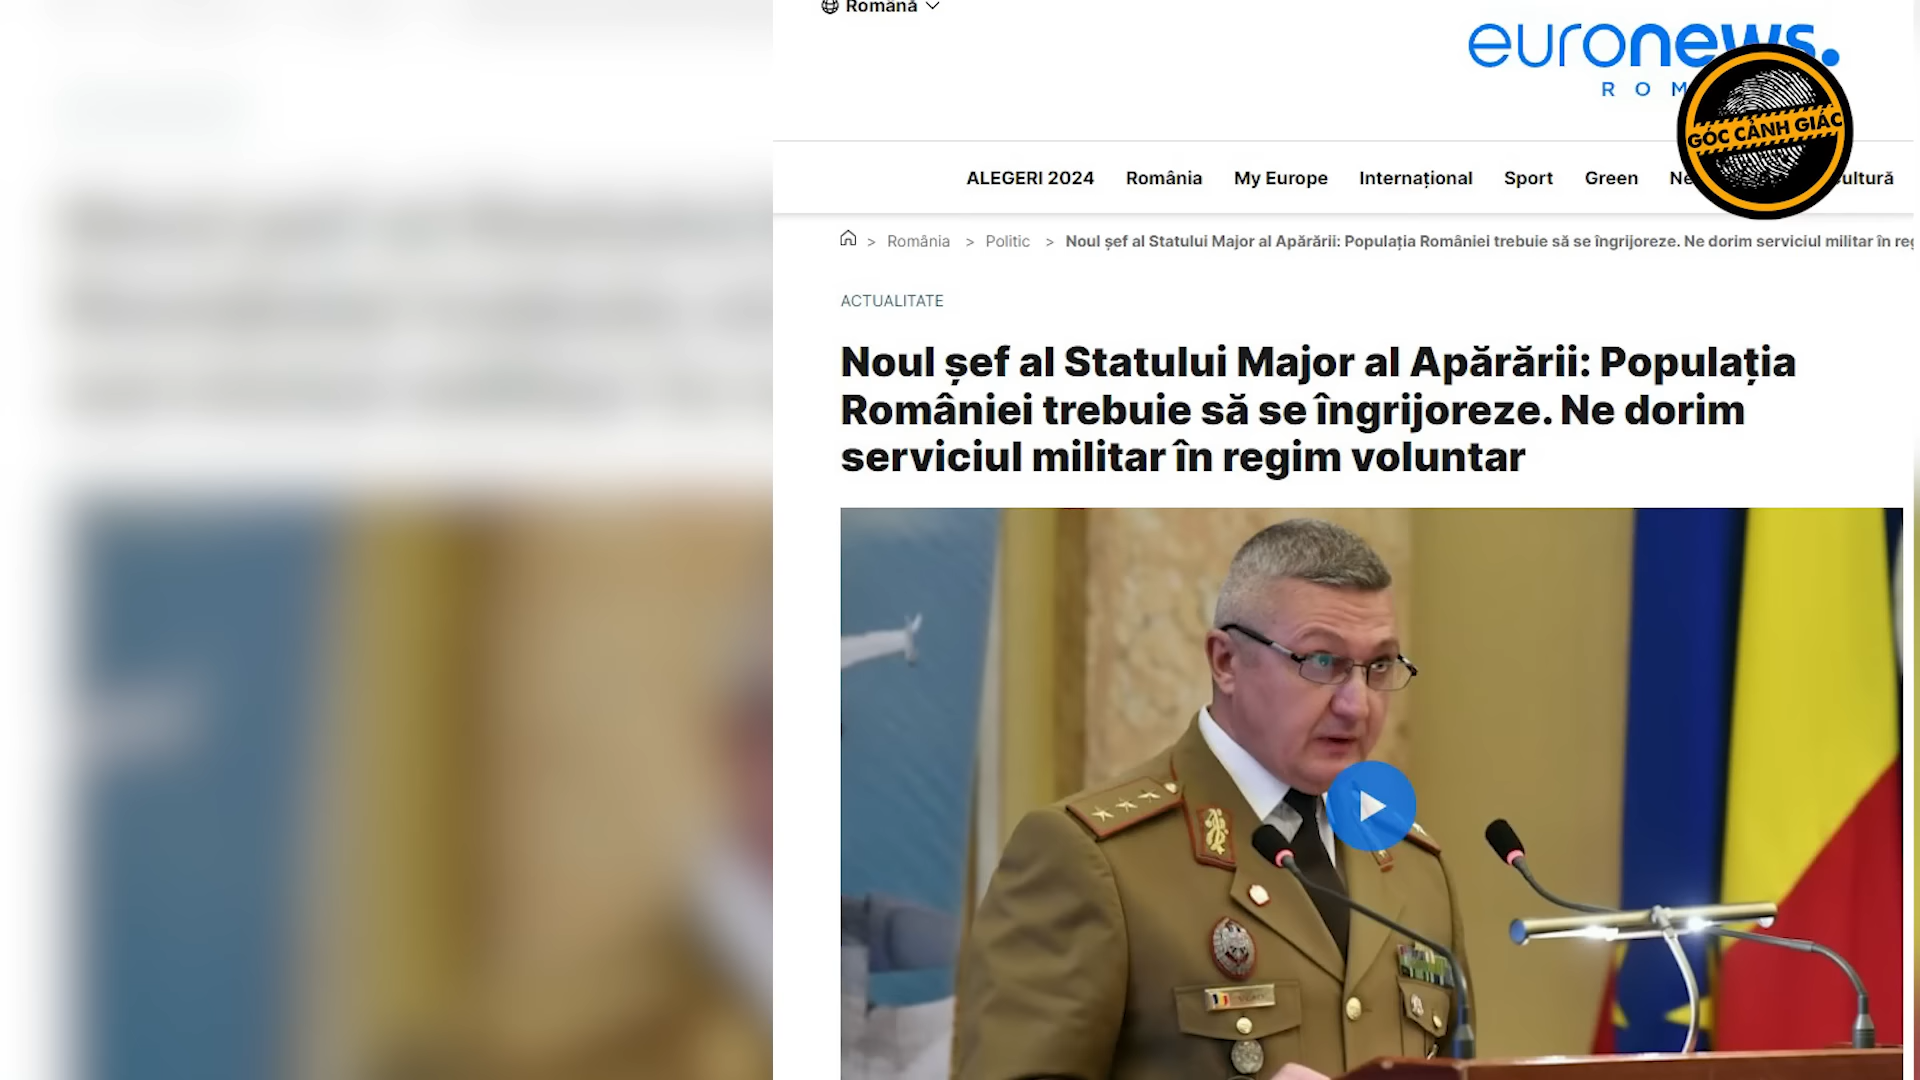 Română
euronews.
R O M
GÓC CẢNH GIÁC
ALEGERI 2024 România My Europe Internațional Sport Green Ne ultură
> România > Politic > Noul șef al Statului Major al Apărării: Populația României trebuie să se îngrijoreze. Ne dorim serviciul militar în reg
ACTUALITATE
Noul șef al Statului Major al Apărării: Populația
României trebuie să se îngrijoreze. Ne dorim
serviciul militar în regim voluntar